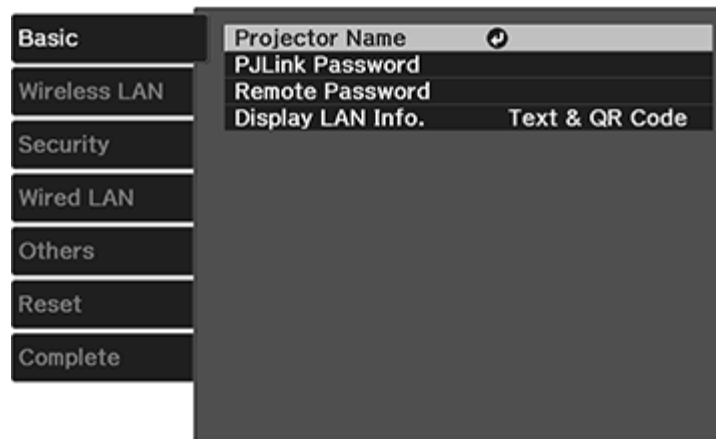 Basic
Wireless LAN
Security
Wired LAN
Others
Reset
Complete
Projector Name
PJLink Password
Remote Password
Display LAN Info. Text & QR Code